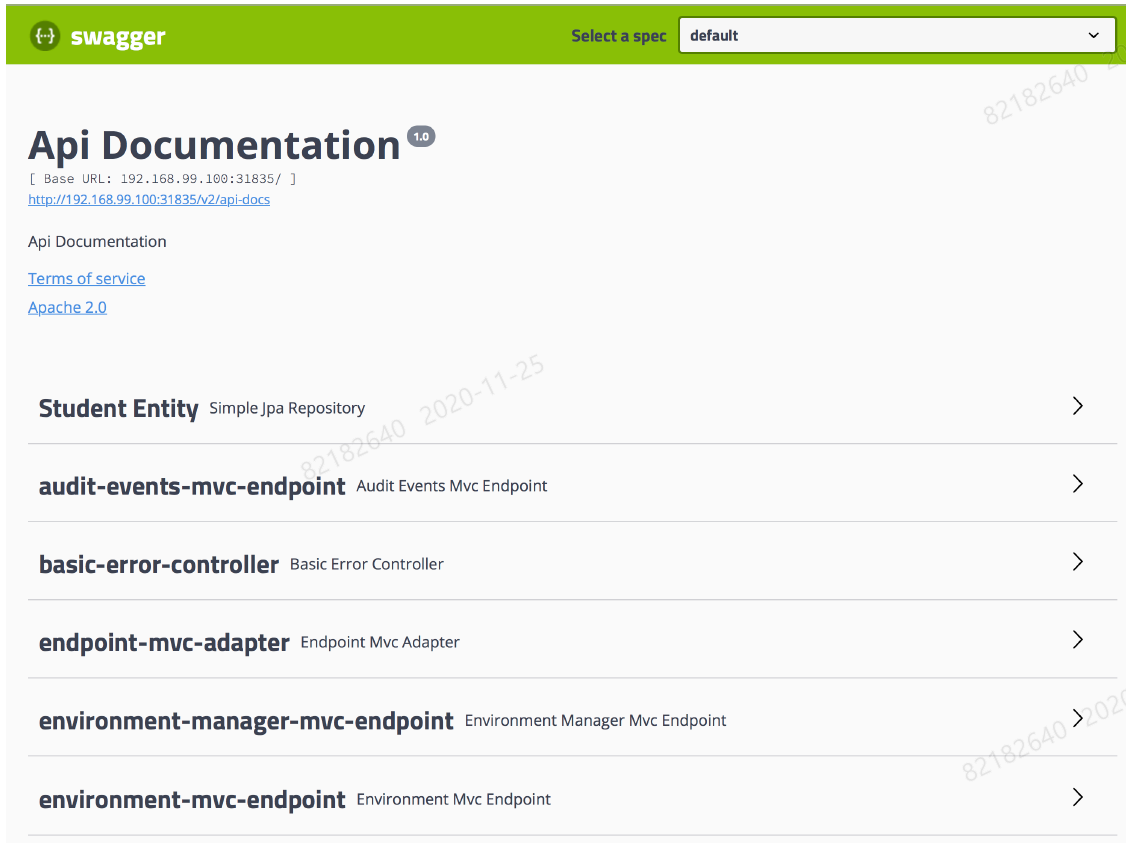 swagger
Select a spec default
Api Documentation 1.0
[ Base URL: 192.168.99.100:31835/ ]
http://192.168.99.100:31835/v2/api-docs
Api Documentation
Terms of service
Apache 2.0
Student Entity Simple Jpa Repository
audit-events-mvc-endpoint Audit Events Mvc Endpoint
basic-error-controller Basic Error Controller
endpoint-mvc-adapter Endpoint Mvc Adapter
environment-manager-mvc-endpoint Environment Manager Mvc Endpoint
environment-mvc-endpoint Environment Mvc Endpoint
82182640
82182640 2020-11-25
82182640